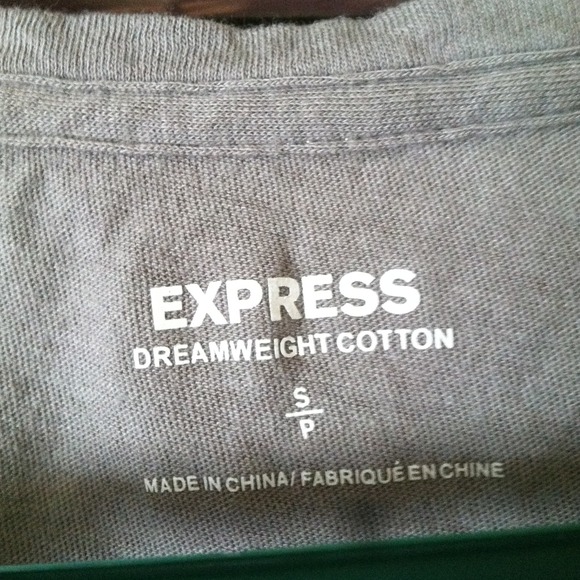 EXPRESS
DREAMWEIGHT COTTON
S
P
MADE IN CHINA/ FABRIQUÉ EN CHINE